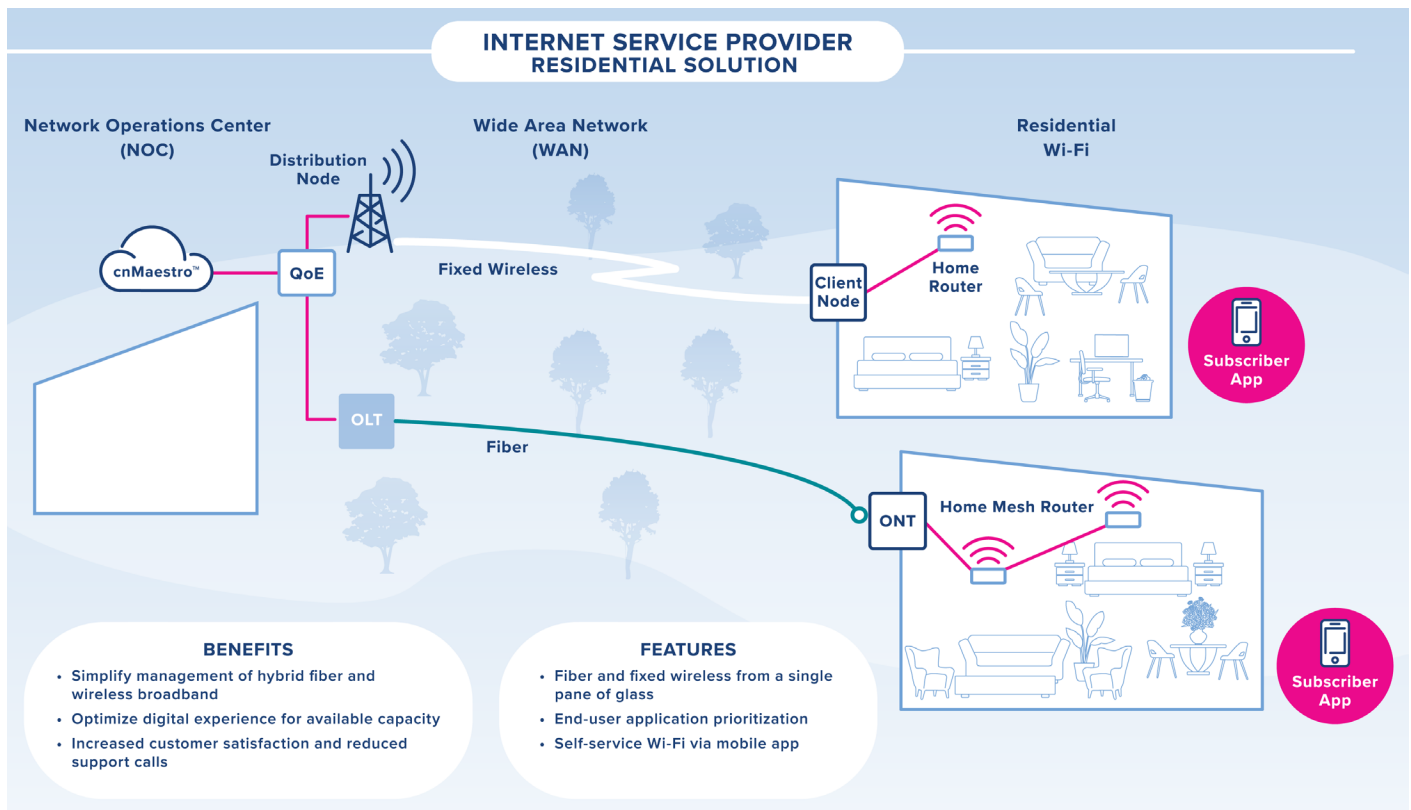 INTERNET SERVICE PROVIDER
RESIDENTIAL SOLUTION
Network Operations Center
(NOC)
Wide Area Network
(WAN)
Residential
Wi-Fi
Distribution
Node
cnMaestro™
QoE
Fixed Wireless
Client
Node
Home
Router
Subscriber
App
OLT
Fiber
ONT
Home Mesh Router
Subscriber
App
BENEFITS
• Simplify management of hybrid fiber and
wireless broadband
• Optimize digital experience for available capacity
• Increased customer satisfaction and reduced
support calls
FEATURES
• Fiber and fixed wireless from a single
pane of glass
• End-user application prioritization
• Self-service Wi-Fi via mobile app